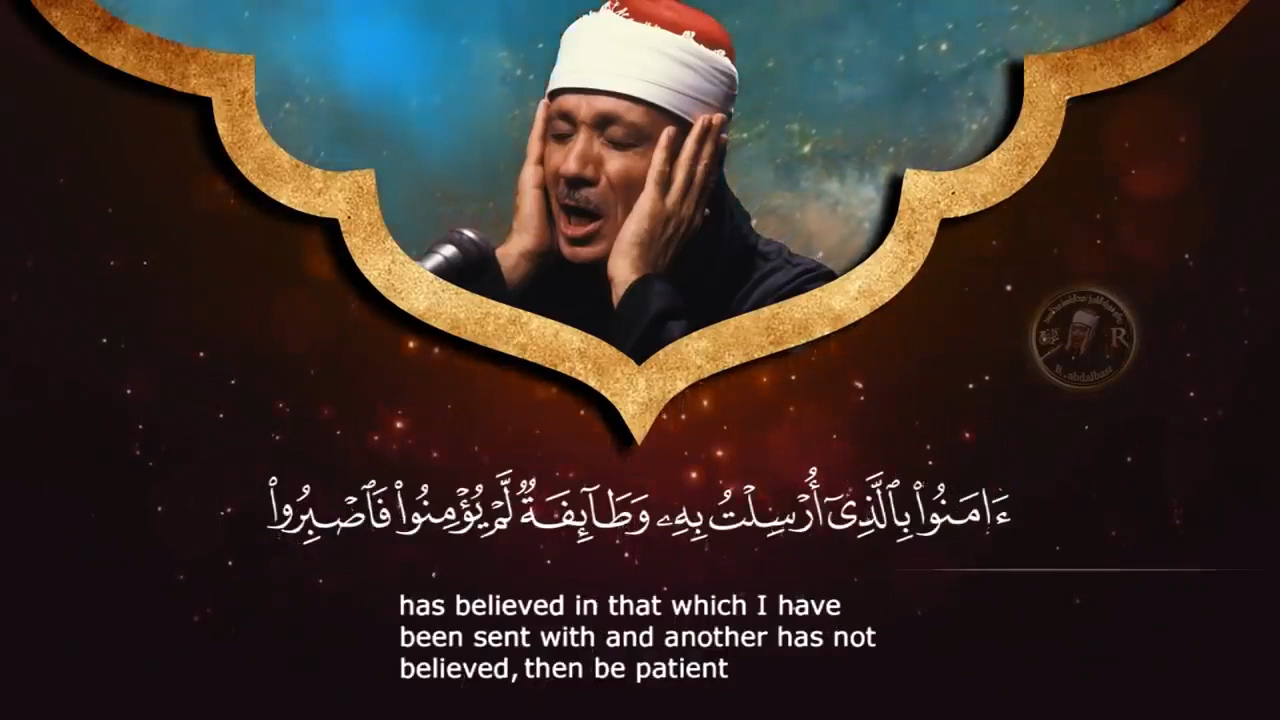 ءَامَنُوا۟ بِٱلَّذِىٓ أُرْسِلْتُ بِهِۦ وَطَآئِفَةٌ لَّمْ يُؤْمِنُوا۟ فَٱصْبِرُوا۟
R
has believed in that which I have
been sent with and another has not
believed, then be patient